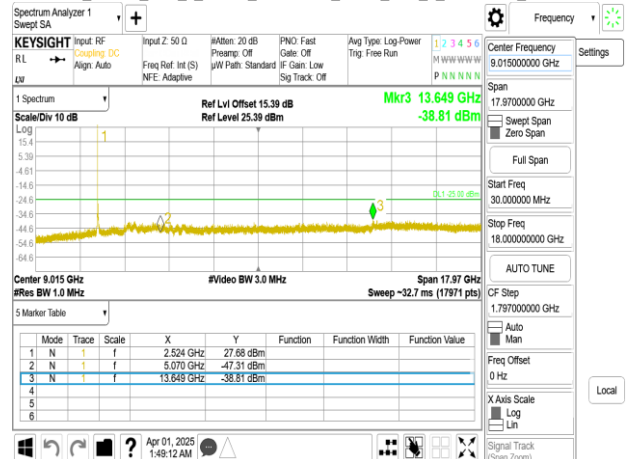 Spectrum Analyzer 1
Swept SA
+
Frequency
KEYSIGHT Input: RF Input Z: 50 Ω #Atten: 20 dB PNO: Fast Avg Type: Log-Power 1 2 3 4 5 6
RL Coupling: DC Preamp: Off Gate: Off Trig: Free Run
Align: Auto Freq Ref: Int (S) µW Path: Standard IF Gain: Low M W W W W W
NFE: Adaptive Sig Track: Off P N N N N N
1 Spectrum
Ref Lvl Offset 15.39 dB Mkr3 13.649 GHz
Scale/Div 10 dB Ref Level 25.39 dBm -38.81 dBm
Log
1
15.4
5.39
-4.61
-14.6
-24.6 DL1 -25.00 dBm
-34.6 2 3
-44.6
-54.6
-64.6
Center 9.015 GHz #Video BW 3.0 MHz Span 17.97 GHz
#Res BW 1.0 MHz Sweep ~32.7 ms (17971 pts)
5 Marker Table
Mode Trace Scale X Y Function Function Width Function Value
1 N 1 f 2.524 GHz 27.68 dBm
2 N 1 f 5.070 GHz -47.31 dBm
3 N 1 f 13.649 GHz -38.81 dBm
4
5
6
Apr 01, 2025
1:49:12 AM
?
Center Frequency
9.015000000 GHz
Settings
Span
17.9700000 GHz
Swept Span
Zero Span
Full Span
Start Freq
30.000000 MHz
Stop Freq
18.000000000 GHz
AUTO TUNE
CF Step
1.797000000 GHz
Auto
Man
Freq Offset
0 Hz
Local
X Axis Scale
Log
Lin
Signal Track
(Span Zoom)